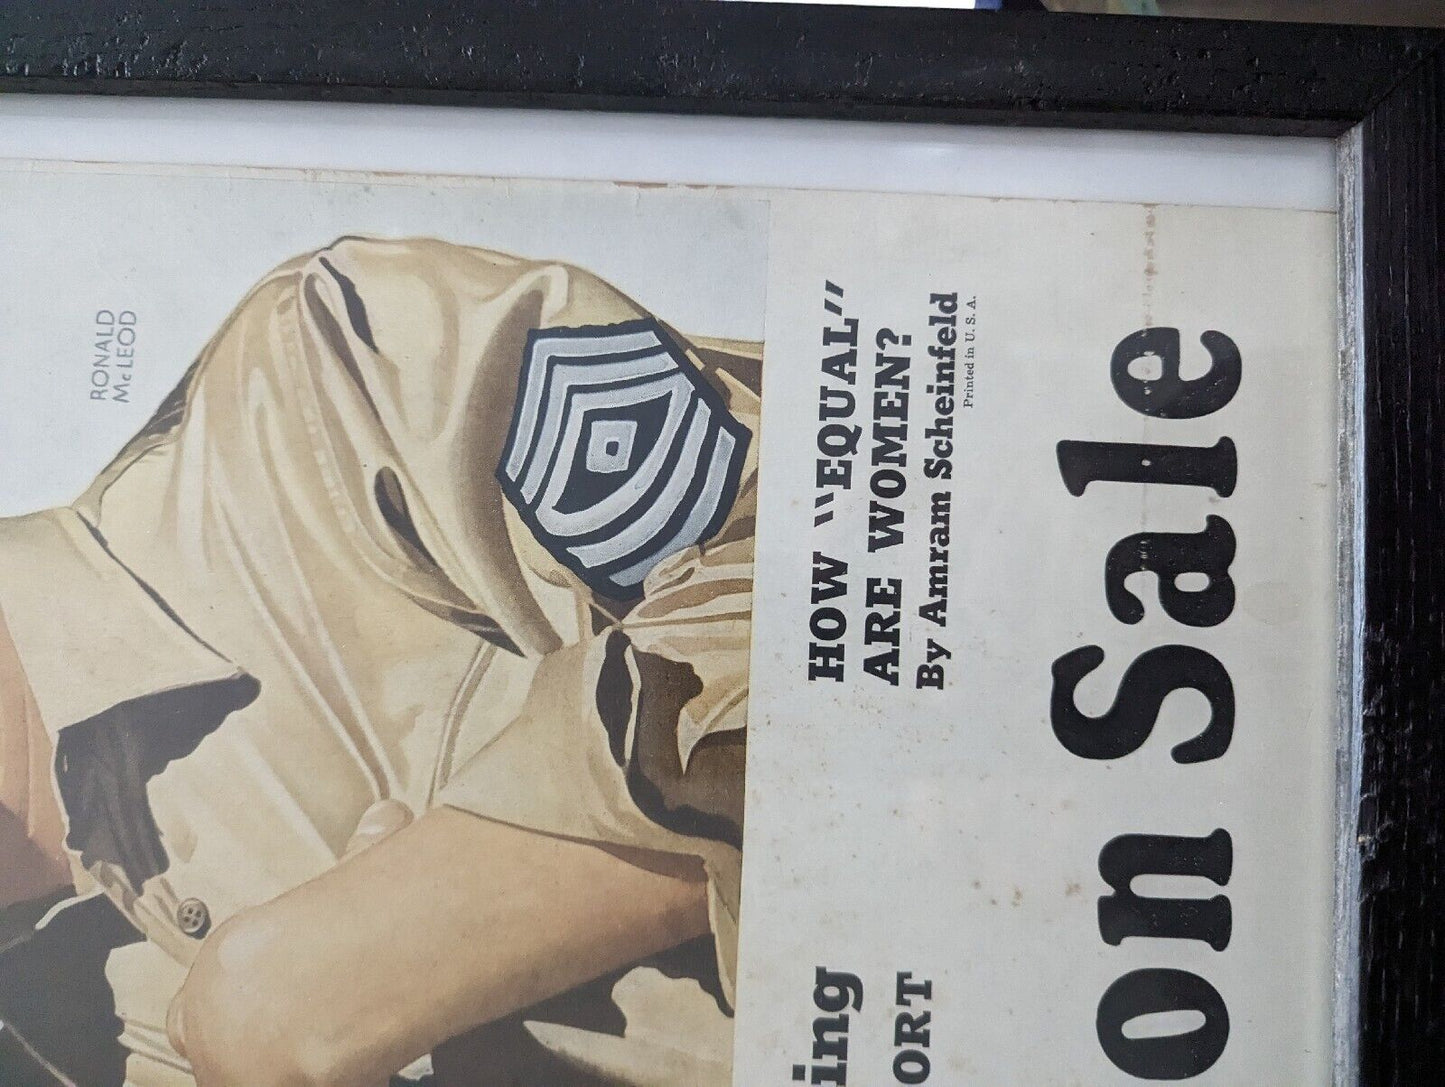 RONALD
McLEOD
ing
ORT
HOW "EQUAL"
ARE WOMEN?
By Amram Scheinfeld
Printed in U. S. A.
on Sale